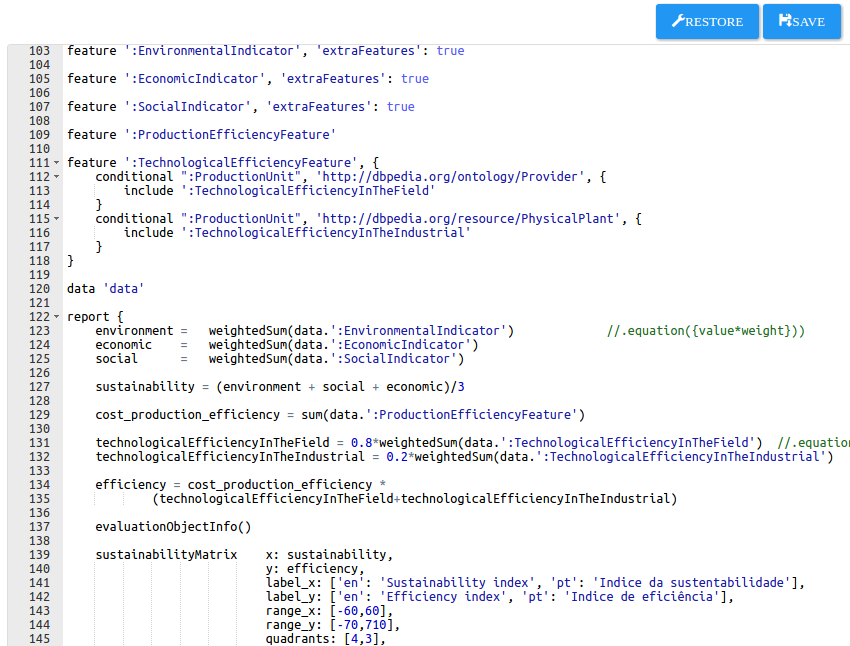 RESTORE SAVE
103 feature ':EnvironmentalIndicator', 'extraFeatures': true
104
105 feature ':EconomicIndicator', 'extraFeatures': true
106
107 feature ':SocialIndicator', 'extraFeatures': true
108
109 feature ':ProductionEfficiencyFeature'
110
111 feature ':TechnologicalEfficiencyFeature', {
112     conditional ":ProductionUnit", 'http://dbpedia.org/ontology/Provider', {
113         include ':TechnologicalEfficiencyInTheField'
114     }
115     conditional ":ProductionUnit", 'http://dbpedia.org/resource/PhysicalPlant', {
116         include ':TechnologicalEfficiencyInTheIndustrial'
117     }
118 }
119
120 data 'data'
121
122 report {
123     environment =   weightedSum(data.':EnvironmentalIndicator')             //.equation({value*weight}))
124     economic    =   weightedSum(data.':EconomicIndicator')
125     social      =   weightedSum(data.':SocialIndicator')
126
127     sustainability = (environment + social + economic)/3
128
129     cost_production_efficiency = sum(data.':ProductionEfficiencyFeature')
130
131     technologicalEfficiencyInTheField = 0.8*weightedSum(data.':TechnologicalEfficiencyInTheField')  //.equation
132     technologicalEfficiencyInTheIndustrial = 0.2*weightedSum(data.':TechnologicalEfficiencyInTheIndustrial')
133
134     efficiency = cost_production_efficiency *
135             (technologicalEfficiencyInTheField+technologicalEfficiencyInTheIndustrial)
136
137     evaluationObjectInfo()
138
139     sustainabilityMatrix    x: sustainability,
140                             y: efficiency,
141                             label_x: ['en': 'Sustainability index', 'pt': 'Indice da sustentabilidade'],
142                             label_y: ['en': 'Efficiency index', 'pt': 'Indice de eficiência'],
143                             range_x: [-60,60],
144                             range_y: [-70,710],
145                             quadrants: [4,3],